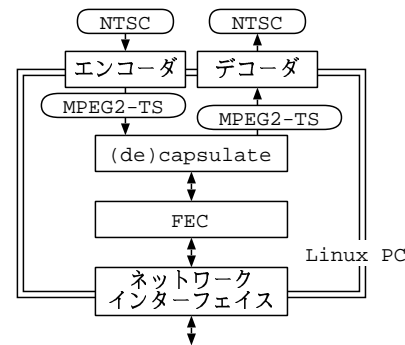 NTSC
NTSC
エンコーダ
デコーダ
MPEG2-TS
MPEG2-TS
(de)capsulate
FEC
Linux PC
ネットワーク
インターフェイス